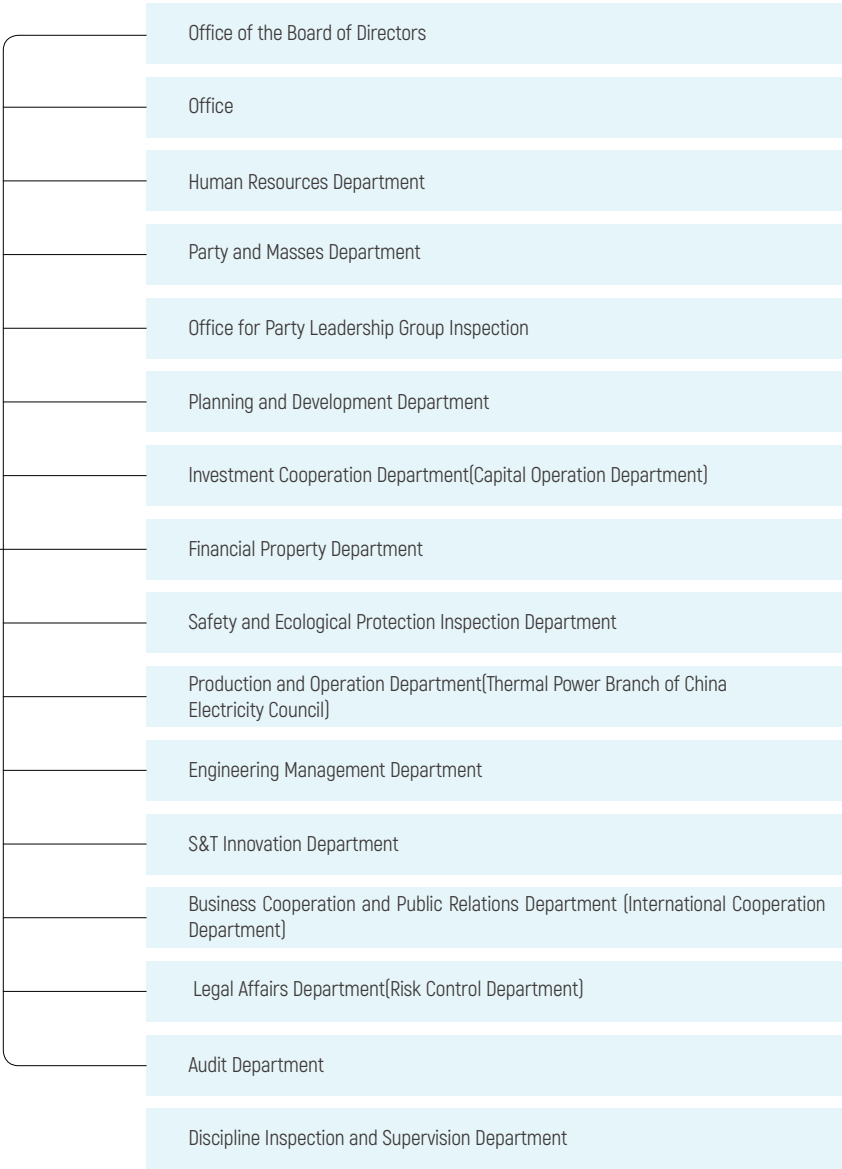 Office of the Board of Directors
Office
Human Resources Department
Party and Masses Department
Office for Party Leadership Group Inspection
Planning and Development Department
Investment Cooperation Department(Capital Operation Department)
Financial Property Department
Safety and Ecological Protection Inspection Department
Production and Operation Department(Thermal Power Branch of China
Electricity Council)
Engineering Management Department
S&T Innovation Department
Business Cooperation and Public Relations Department (International Cooperation
Department)
Legal Affairs Department(Risk Control Department)
Audit Department
Discipline Inspection and Supervision Department